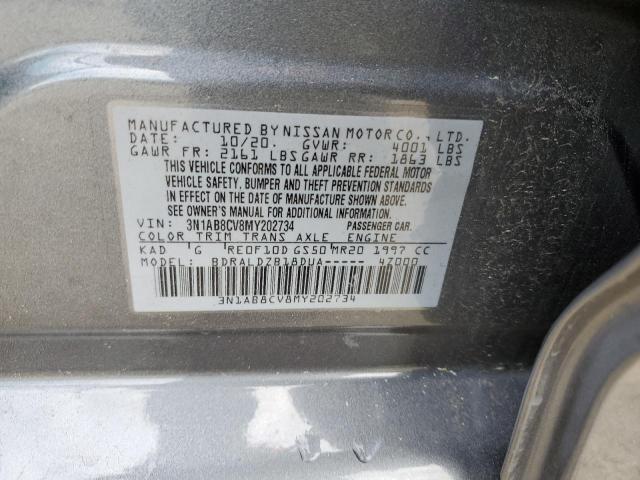 MANUFACTURED BY NISSAN MOTOR CO., LTD.
DATE: 10/20. GVWR: 4001 LBS
GAWR FR: 2161 LBS GAWR RR: 1863 LBS
THIS VEHICLE CONFORMS TO ALL APPLICABLE FEDERAL MOTOR
VEHICLE SAFETY, BUMPER AND THEFT PREVENTION STANDARDS
IN EFFECT ON THE DATE OF MANUFACTURE SHOWN ABOVE.
SEE OWNER'S MANUAL FOR ADDITIONAL INFORMATION.
VIN: 3N1AB8CV8MY202734 PASSENGER CAR.
COLOR TRIM TRANS AXLE ENGINE
KAD G RE0F10D GS50 MR20 1997 CC
MODEL: BDRALDZB18DUA----- 4Z000
3N1AB8CV8MY202734